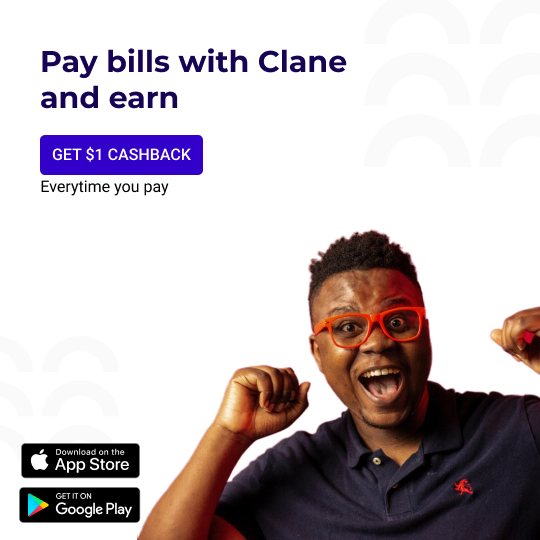 Pay bills with Clane
and earn
GET $1 CASHBACK
Everytime you pay
Download on the
App Store
GET IT ON
Google Play